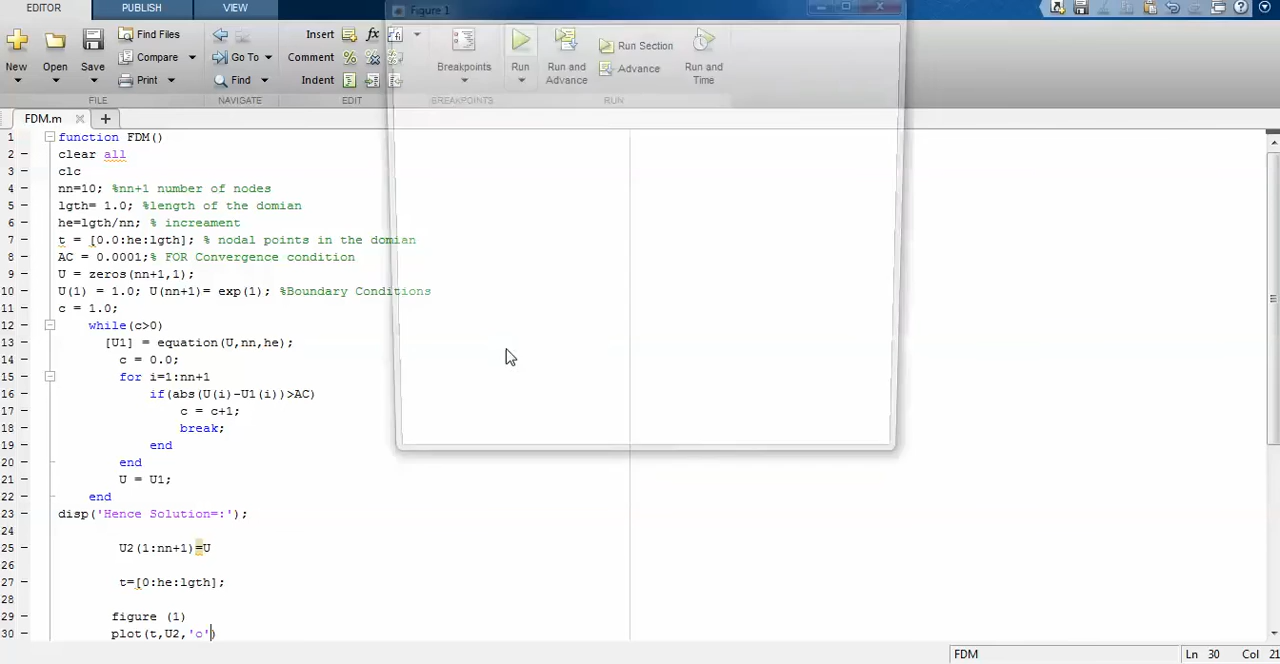 EDITOR PUBLISH VIEW Figure 1
Find Files Insert fx
New Open Save Compare Go To Comment % Breakpoints Run Run and Advance Run Section Advance Run and Time
Print Find Indent
FILE NAVIGATE EDIT BREAKPOINTS RUN
FDM.m × +
1 function FDM()
2 clear all
3 clc
4 nn=10; %nn+1 number of nodes
5 lgth= 1.0; %length of the domian
6 he=lgth/nn; % increament
7 t = [0.0:he:lgth]; % nodal points in the domian
8 AC = 0.0001;% FOR Convergence condition
9 U = zeros(nn+1,1);
10 U(1) = 1.0; U(nn+1)= exp(1); %Boundary Conditions
11 c = 1.0;
12 while(c>0)
13 [U1] = equation(U,nn,he);
14 c = 0.0;
15 for i=1:nn+1
16 if(abs(U(i)-U1(i))>AC)
17 c = c+1;
18 break;
19 end
20 end
21 U = U1;
22 end
23 disp('Hence Solution=:');
24
25 U2(1:nn+1)=U
26
27 t=[0:he:lgth];
28
29 figure (1)
30 plot(t,U2,'o')
FDM Ln 30 Col 21